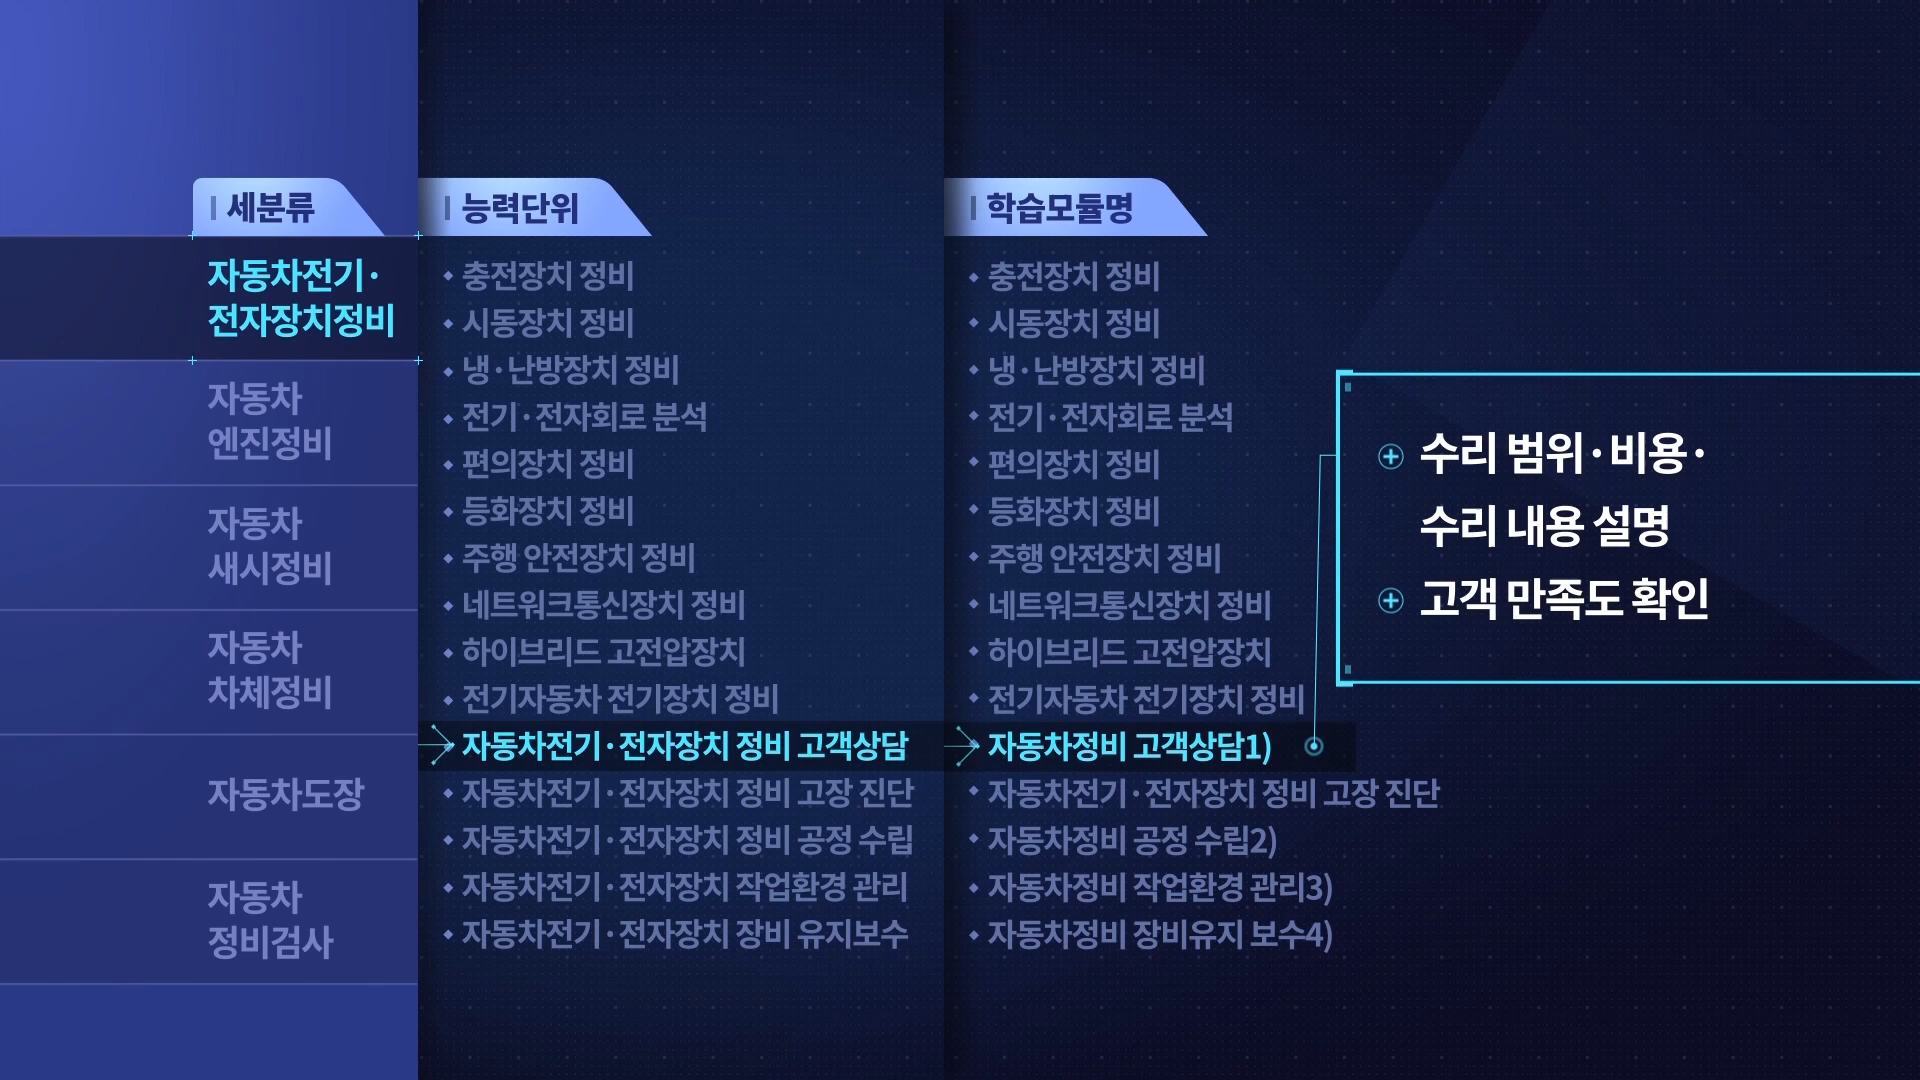 세분류
자동차전기·
전자장치정비
자동차
엔진정비
자동차
새시정비
자동차
차체정비
자동차도장
자동차
정비검사
능력단위
충전장치 정비
시동장치 정비
냉·난방장치 정비
전기·전자회로 분석
편의장치 정비
등화장치 정비
주행 안전장치 정비
네트워크통신장치 정비
하이브리드 고전압장치
전기자동차 전기장치 정비
자동차전기·전자장치 정비 고객상담
자동차전기·전자장치 정비 고장 진단
자동차전기·전자장치 정비 공정 수립
자동차전기·전자장치 작업환경 관리
자동차전기·전자장치 장비 유지보수
학습모듈명
충전장치 정비
시동장치 정비
냉·난방장치 정비
전기·전자회로 분석
편의장치 정비
등화장치 정비
주행 안전장치 정비
네트워크통신장치 정비
하이브리드 고전압장치
전기자동차 전기장치 정비
자동차정비 고객상담1)
자동차전기·전자장치 정비 고장 진단
자동차정비 공정 수립2)
자동차정비 작업환경 관리3)
자동차정비 장비유지 보수4)
수리 범위·비용·
수리 내용 설명
고객 만족도 확인